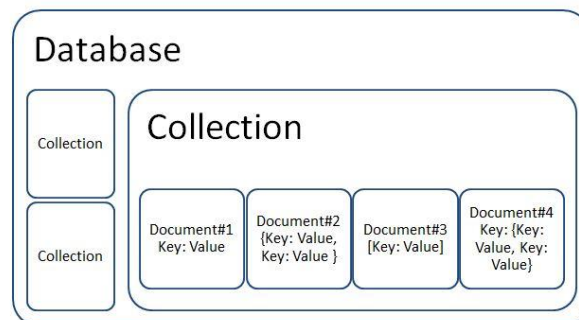 Database
Collection
Collection
Collection
Document#1
Key: Value
Document#2
{Key: Value,
Key: Value }
Document#3
[Key: Value]
Document#4
Key: {Key:
Value, Key:
Value}